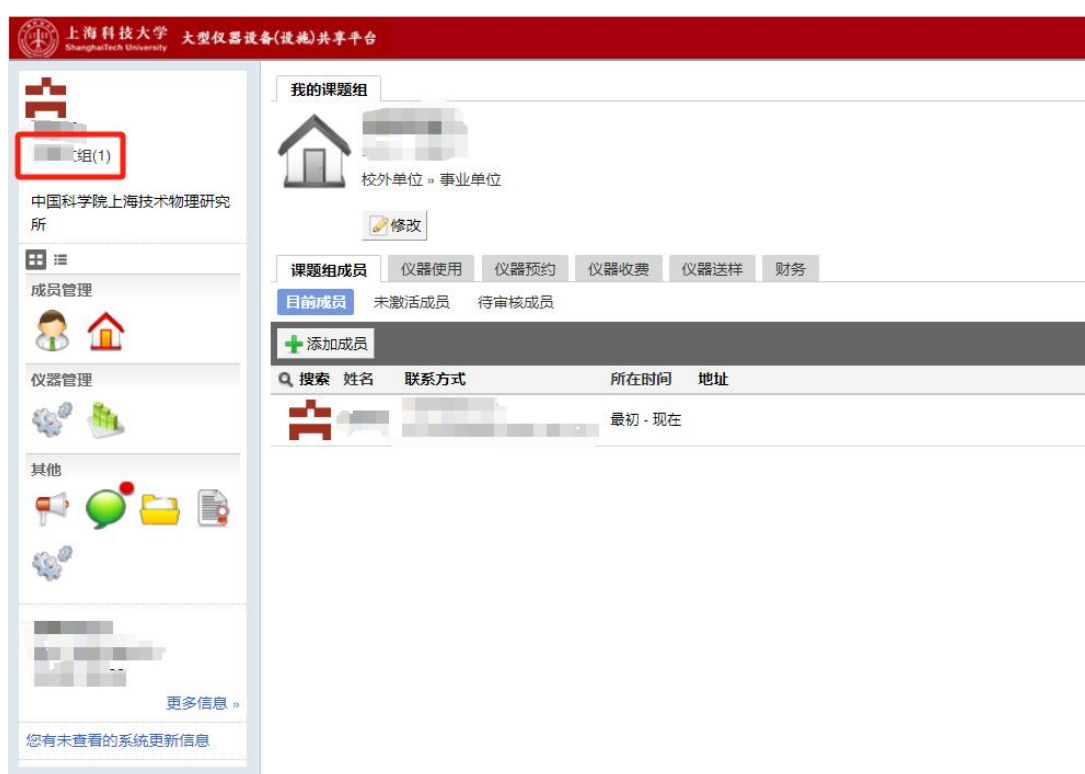 上海科技大学 大型仪器设备(设施)共享平台
ShanghaiTech University
组(1)
中国科学院上海技术物理研究
所
成员管理
仪器管理
其他
更多信息 »
您有未查看的系统更新信息
我的课题组
校外单位 » 事业单位
修改
课题组成员 仪器使用 仪器预约 仪器收费 仪器送样 财务
目前成员 未激活成员 待审核成员
添加成员
搜索 姓名 联系方式 所在时间 地址
最初 - 现在